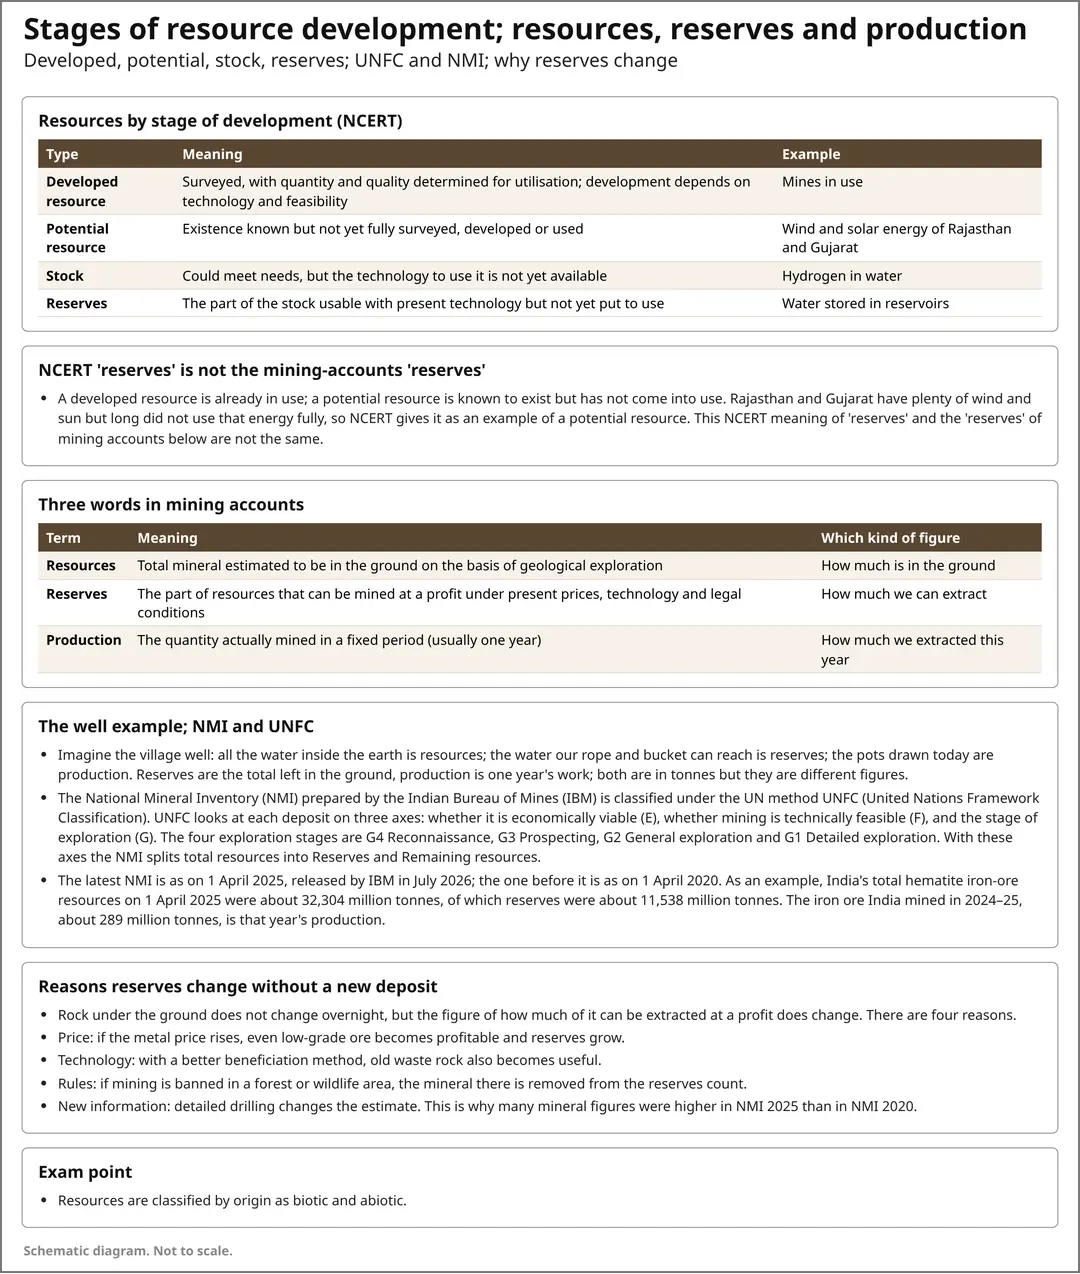 Stages of resource development; resources, reserves and production
Developed, potential, stock, reserves; UNFC and NMI; why reserves change
Resources by stage of development (NCERT)
Type Meaning Example
Developed resource Surveyed, with quantity and quality determined for utilisation; development depends on technology and feasibility Mines in use
Potential resource Existence known but not yet fully surveyed, developed or used Wind and solar energy of Rajasthan and Gujarat
Stock Could meet needs, but the technology to use it is not yet available Hydrogen in water
Reserves The part of the stock usable with present technology but not yet put to use Water stored in reservoirs
NCERT 'reserves' is not the mining-accounts 'reserves'
• A developed resource is already in use; a potential resource is known to exist but has not come into use. Rajasthan and Gujarat have plenty of wind and
sun but long did not use that energy fully, so NCERT gives it as an example of a potential resource. This NCERT meaning of 'reserves' and the 'reserves' of
mining accounts below are not the same.
Three words in mining accounts
Term Meaning Which kind of figure
Resources Total mineral estimated to be in the ground on the basis of geological exploration How much is in the ground
Reserves The part of resources that can be mined at a profit under present prices, technology and legal conditions How much we can extract
Production The quantity actually mined in a fixed period (usually one year) How much we extracted this year
The well example; NMI and UNFC
• Imagine the village well: all the water inside the earth is resources; the water our rope and bucket can reach is reserves; the pots drawn today are
production. Reserves are the total left in the ground, production is one year's work; both are in tonnes but they are different figures.
• The National Mineral Inventory (NMI) prepared by the Indian Bureau of Mines (IBM) is classified under the UN method UNFC (United Nations Framework
Classification). UNFC looks at each deposit on three axes: whether it is economically viable (E), whether mining is technically feasible (F), and the stage of
exploration (G). The four exploration stages are G4 Reconnaissance, G3 Prospecting, G2 General exploration and G1 Detailed exploration. With these
axes the NMI splits total resources into Reserves and Remaining resources.
• The latest NMI is as on 1 April 2025, released by IBM in July 2026; the one before it is as on 1 April 2020. As an example, India's total hematite iron-ore
resources on 1 April 2025 were about 32,304 million tonnes, of which reserves were about 11,538 million tonnes. The iron ore India mined in 2024–25,
about 289 million tonnes, is that year's production.
Reasons reserves change without a new deposit
• Rock under the ground does not change overnight, but the figure of how much of it can be extracted at a profit does change. There are four reasons.
• Price: if the metal price rises, even low-grade ore becomes profitable and reserves grow.
• Technology: with a better beneficiation method, old waste rock also becomes useful.
• Rules: if mining is banned in a forest or wildlife area, the mineral there is removed from the reserves count.
• New information: detailed drilling changes the estimate. This is why many mineral figures were higher in NMI 2025 than in NMI 2020.
Exam point
• Resources are classified by origin as biotic and abiotic.
Schematic diagram. Not to scale.